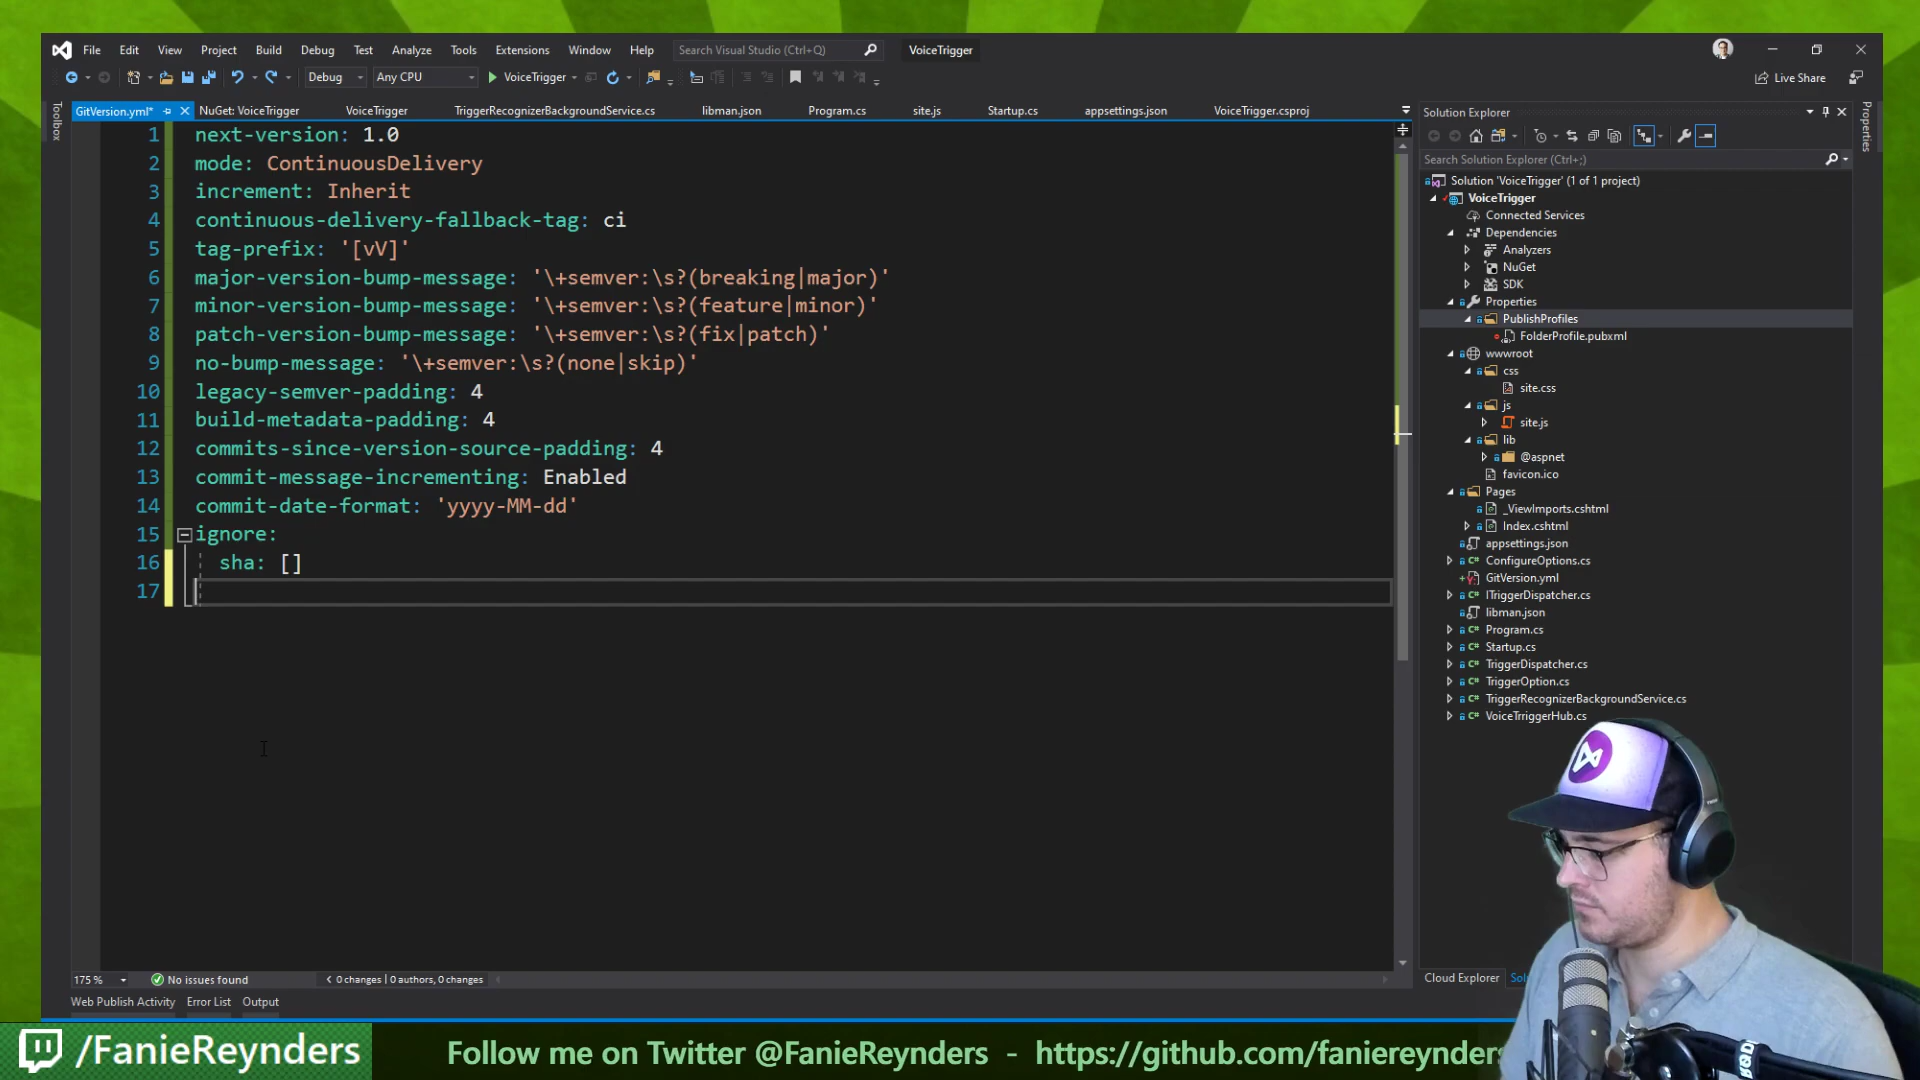 File Edit View Project Build Debug Test Analyze Tools Extensions Window Help Search Visual Studio (Ctrl+Q) VoiceTrigger
Debug Any CPU VoiceTrigger Live Share
Toolbox
GitVersion.yml* NuGet: VoiceTrigger VoiceTrigger TriggerRecognizerBackgroundService.cs libman.json Program.cs site.js Startup.cs appsettings.json VoiceTrigger.csproj
1 next-version: 1.0
2 mode: ContinuousDelivery
3 increment: Inherit
4 continuous-delivery-fallback-tag: ci
5 tag-prefix: '[vV]'
6 major-version-bump-message: '\+semver:\s?(breaking|major)'
7 minor-version-bump-message: '\+semver:\s?(feature|minor)'
8 patch-version-bump-message: '\+semver:\s?(fix|patch)'
9 no-bump-message: '\+semver:\s?(none|skip)'
10 legacy-semver-padding: 4
11 build-metadata-padding: 4
12 commits-since-version-source-padding: 4
13 commit-message-incrementing: Enabled
14 commit-date-format: 'yyyy-MM-dd'
15 ignore:
16 sha: []
17
175 % No issues found 0 changes | 0 authors, 0 changes
Web Publish Activity Error List Output
Solution Explorer
Search Solution Explorer (Ctrl+;)
Solution 'VoiceTrigger' (1 of 1 project)
VoiceTrigger
Connected Services
Dependencies
Analyzers
NuGet
SDK
Properties
PublishProfiles
FolderProfile.pubxml
wwwroot
css
site.css
js
site.js
lib
@aspnet
favicon.ico
Pages
_ViewImports.cshtml
Index.cshtml
appsettings.json
ConfigureOptions.cs
GitVersion.yml
ITriggerDispatcher.cs
libman.json
Program.cs
Startup.cs
TriggerDispatcher.cs
TriggerOption.cs
TriggerRecognizerBackgroundService.cs
VoiceTrriggerHub.cs
Cloud Explorer
Properties
/FanieReynders
Follow me on Twitter @FanieReynders - https://github.com/faniereynders